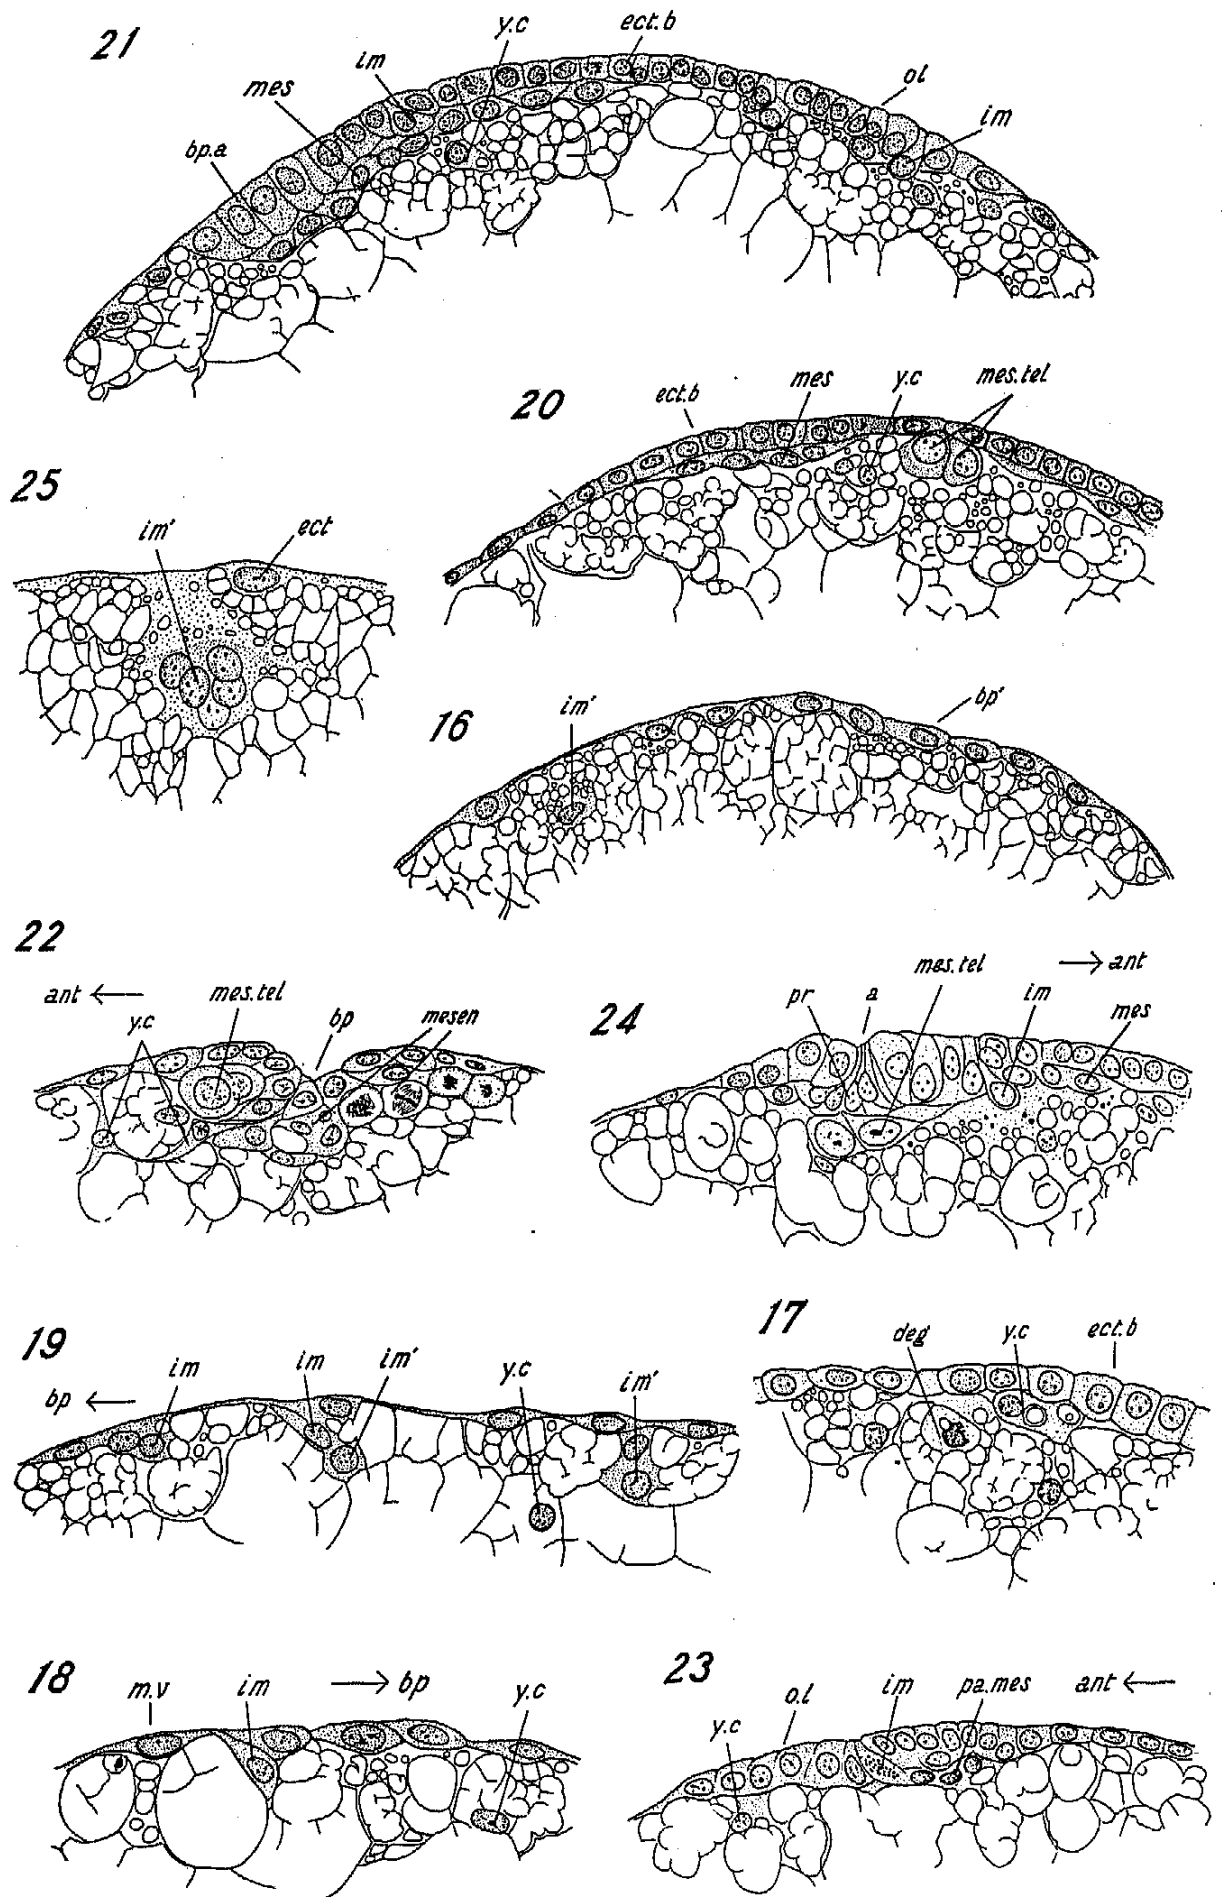 21
y.c
ect.b
im
mes
ol
im
bp.a
20
ect.b
mes
y.c
mes.tel
25
im'
ect
16
im'
bp'
22
ant ←
y.c
mes.tel
bp
mesen
24
mes.tel
→ ant
pr
a
im
mes
19
bp ←
im
im
im'
y.c
im'
17
deg
y.c
ect.b
18
m.v
im
→ bp
y.c
23
y.c
o.l
im
pa.mes
ant ←